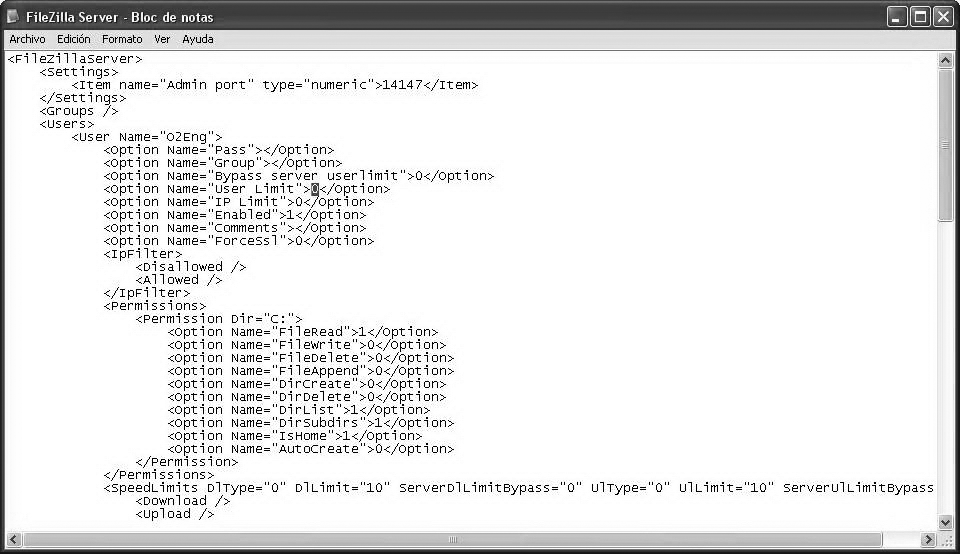 FileZilla Server - Bloc de notas
Archivo Edición Formato Ver Ayuda
<FileZillaServer>
    <Settings>
        <Item name="Admin port" type="numeric">14147</Item>
    </Settings>
    <Groups />
    <Users>
        <User Name="O2Eng">
            <Option Name="Pass"></Option>
            <Option Name="Group"></Option>
            <Option Name="Bypass server userlimit">0</Option>
            <Option Name="User Limit">0</Option>
            <Option Name="IP Limit">0</Option>
            <Option Name="Enabled">1</Option>
            <Option Name="Comments"></Option>
            <Option Name="ForceSsl">0</Option>
            <IpFilter>
                <Disallowed />
                <Allowed />
            </IpFilter>
            <Permissions>
                <Permission Dir="C:">
                    <Option Name="FileRead">1</Option>
                    <Option Name="FileWrite">0</Option>
                    <Option Name="FileDelete">0</Option>
                    <Option Name="FileAppend">0</Option>
                    <Option Name="DirCreate">0</Option>
                    <Option Name="DirDelete">0</Option>
                    <Option Name="DirList">1</Option>
                    <Option Name="DirSubdirs">1</Option>
                    <Option Name="IsHome">1</Option>
                    <Option Name="AutoCreate">0</Option>
                </Permission>
            </Permissions>
            <SpeedLimits DlType="0" DlLimit="10" ServerDlLimitBypass="0" UlType="0" UlLimit="10" ServerUlLimitBypass
                <Download />
                <Upload />